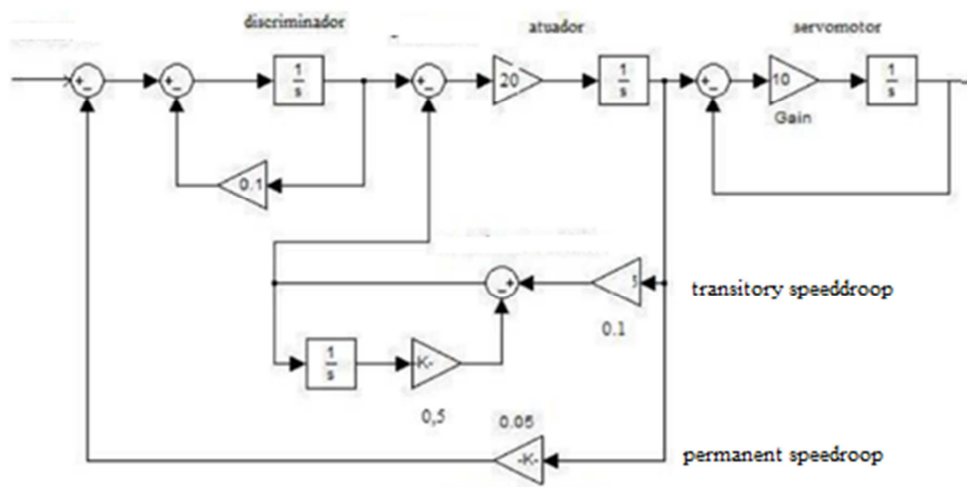 discriminador
atuador
servomotor
+
-
+
-
1
s
+
-
20
1
s
+
-
10
1
s
Gain
0.1
-
+
0.1
transitory speeddroop
1
s
-K-
0,5
0.05
-K-
permanent speedroop